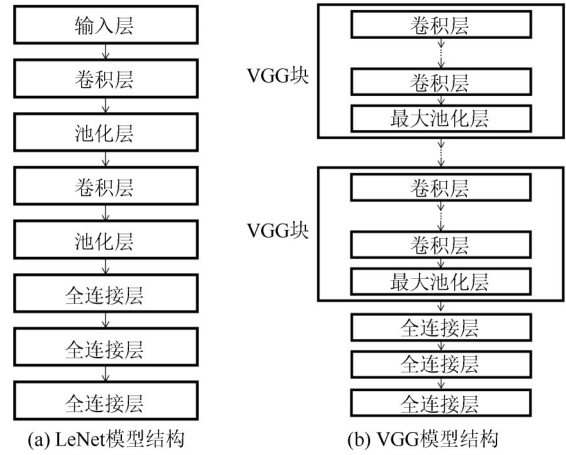 输入层
卷积层
池化层
卷积层
池化层
全连接层
全连接层
全连接层
(a) LeNet模型结构
VGG块
卷积层
卷积层
最大池化层
VGG块
卷积层
卷积层
最大池化层
全连接层
全连接层
全连接层
(b) VGG模型结构